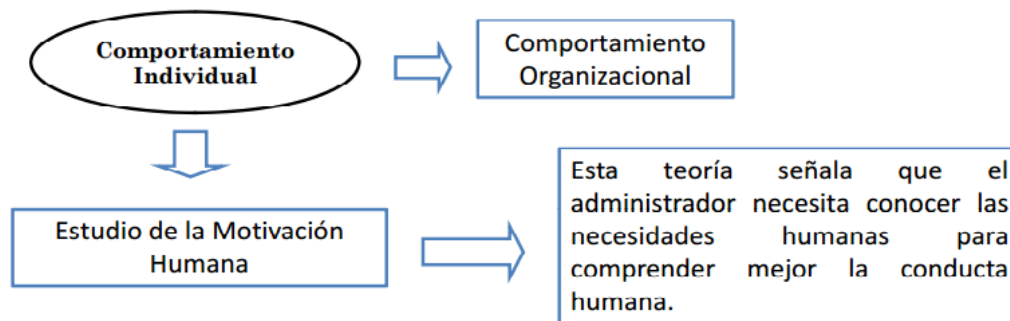 Comportamiento
Individual
Comportamiento
Organizacional
Estudio de la Motivación
Humana
Esta teoría señala que el
administrador necesita conocer las
necesidades humanas para
comprender mejor la conducta
humana.